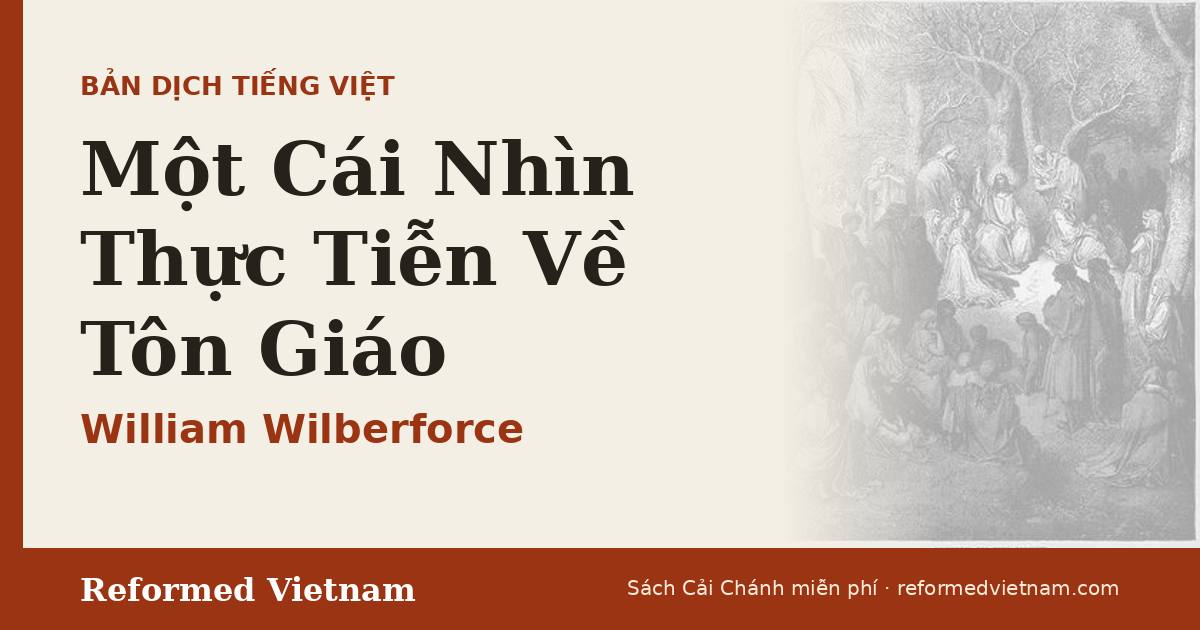 BẢN DỊCH TIẾNG VIỆT
Một Cái Nhìn
Thực Tiễn Về
Tôn Giáo
William Wilberforce
Reformed Vietnam
Sách Cải Chánh miễn phí · reformedvietnam.com